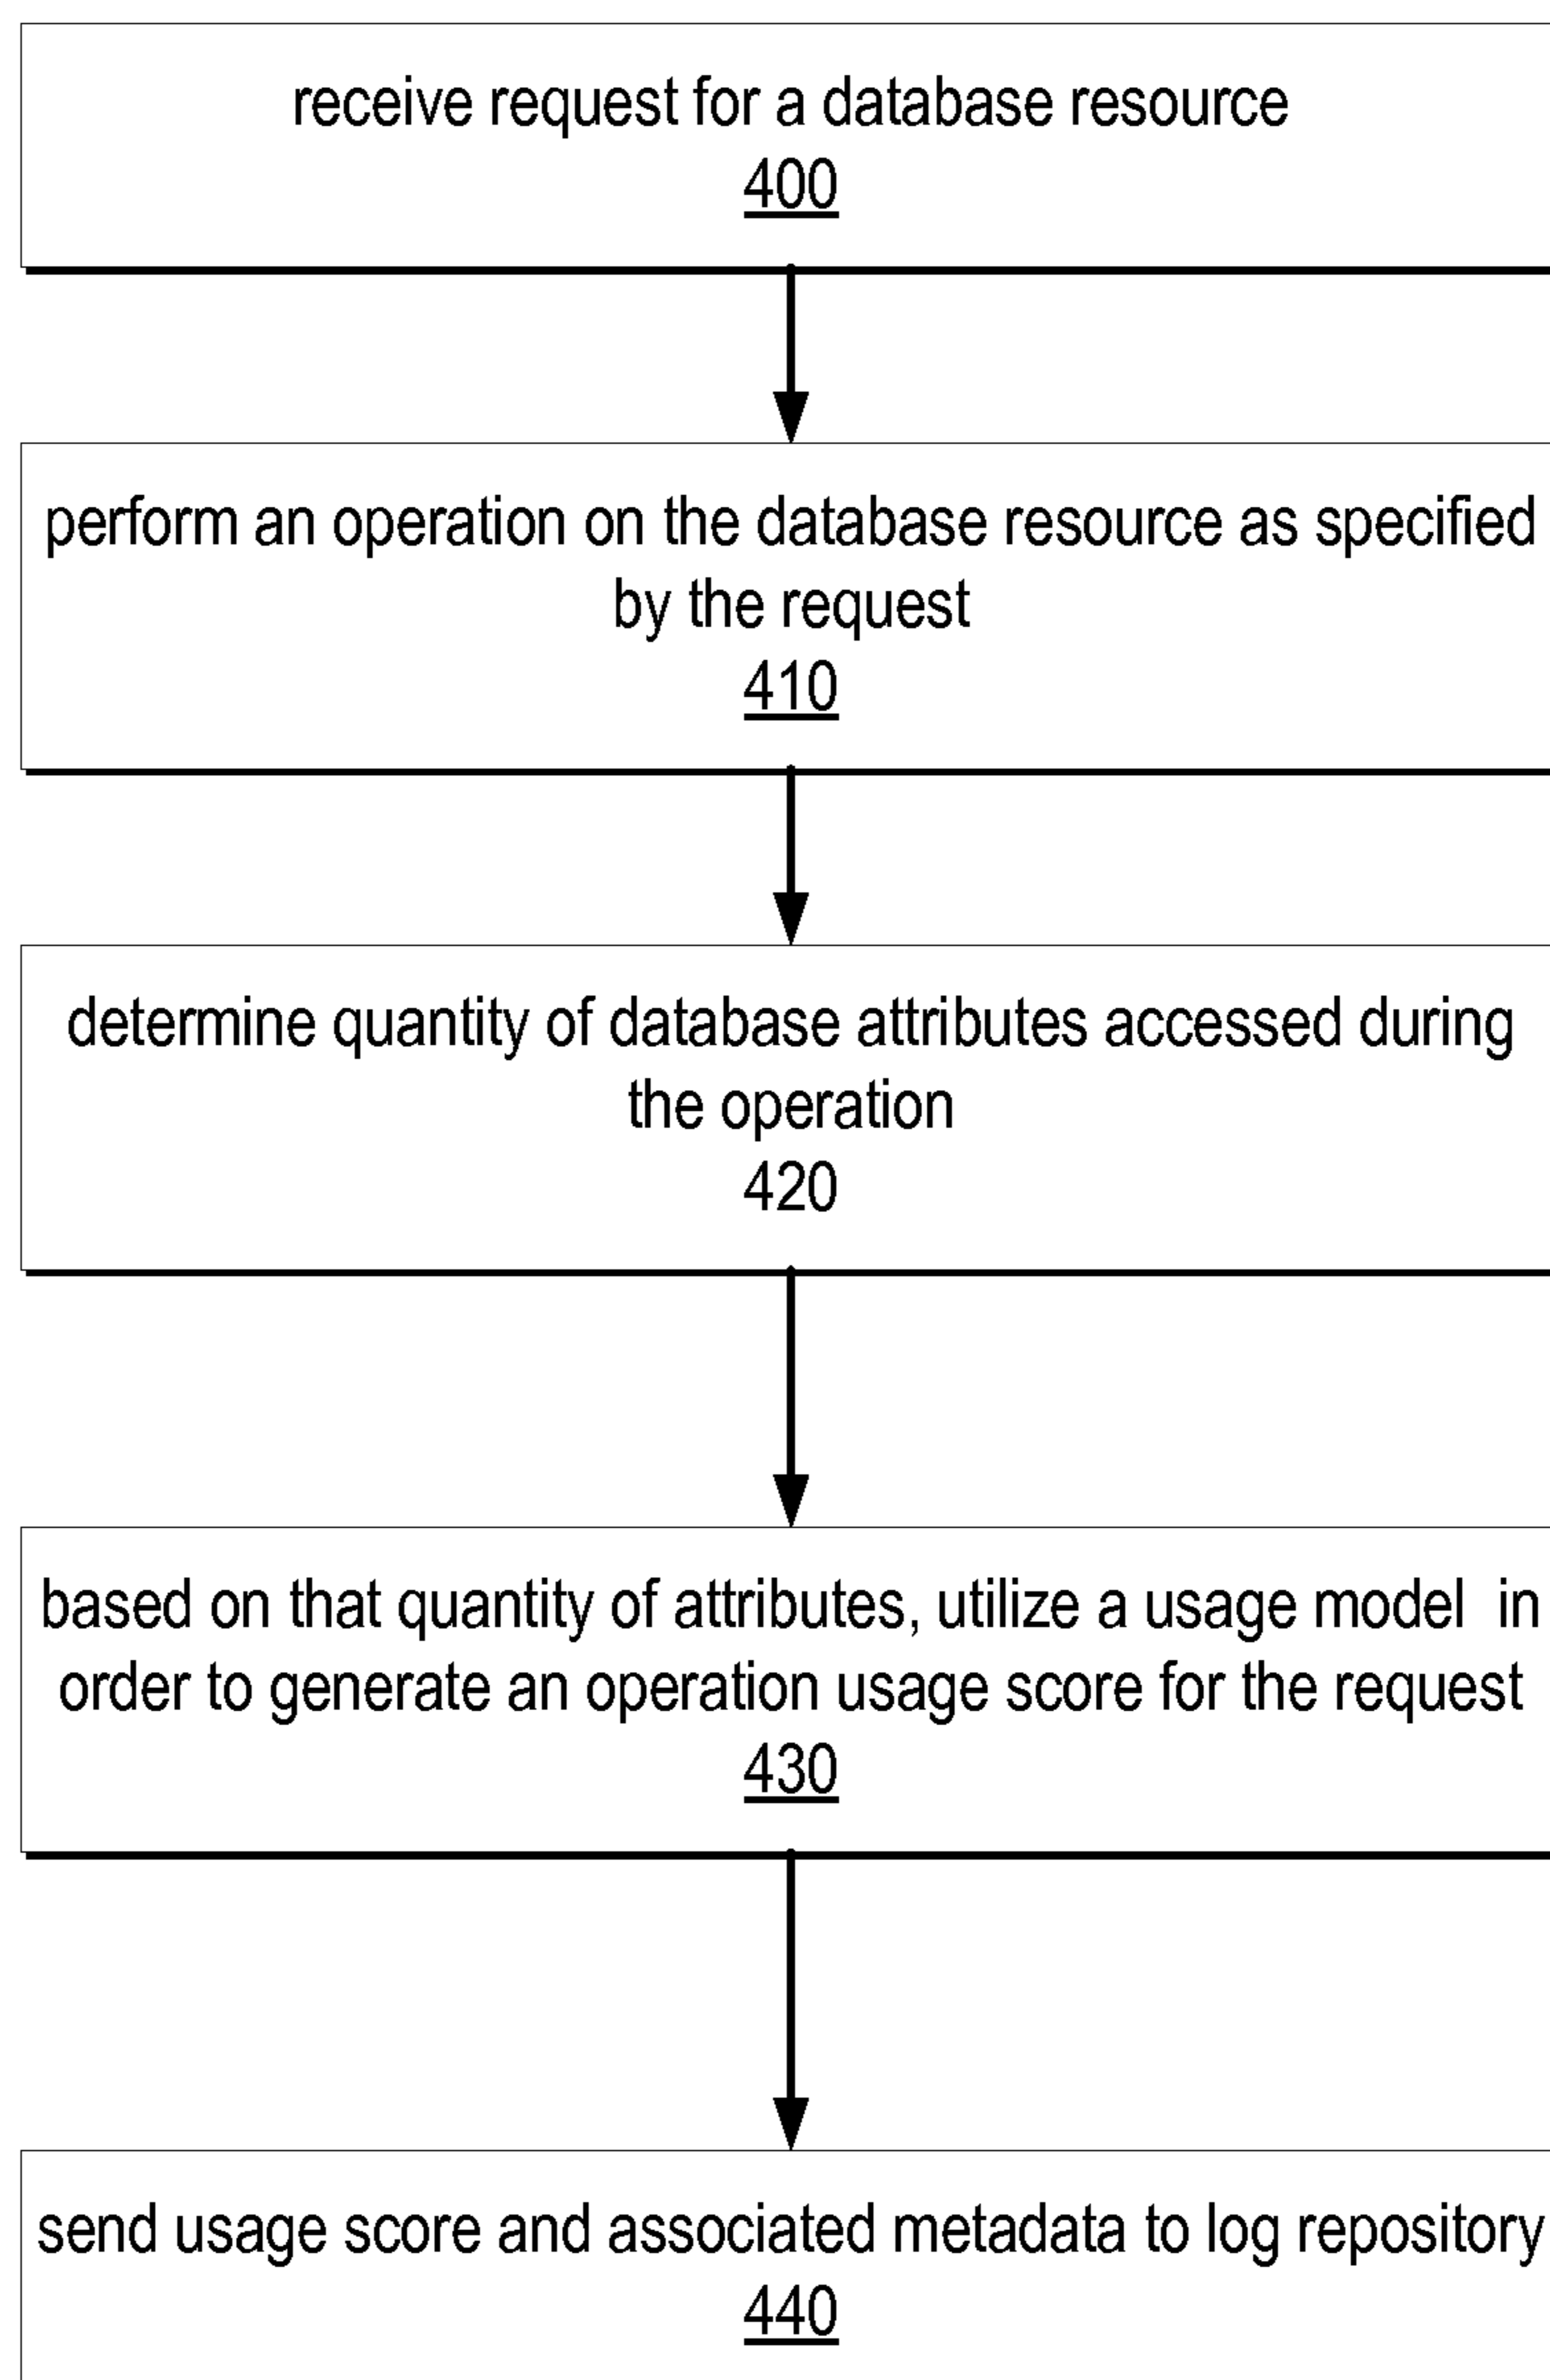 receive request for a database resource
400
perform an operation on the database resource as specified
by the request
410
determine quantity of database attributes accessed during
the operation
420
based on that quantity of attributes, utilize a usage model  in
order to generate an operation usage score for the request
430
send usage score and associated metadata to log repository
440